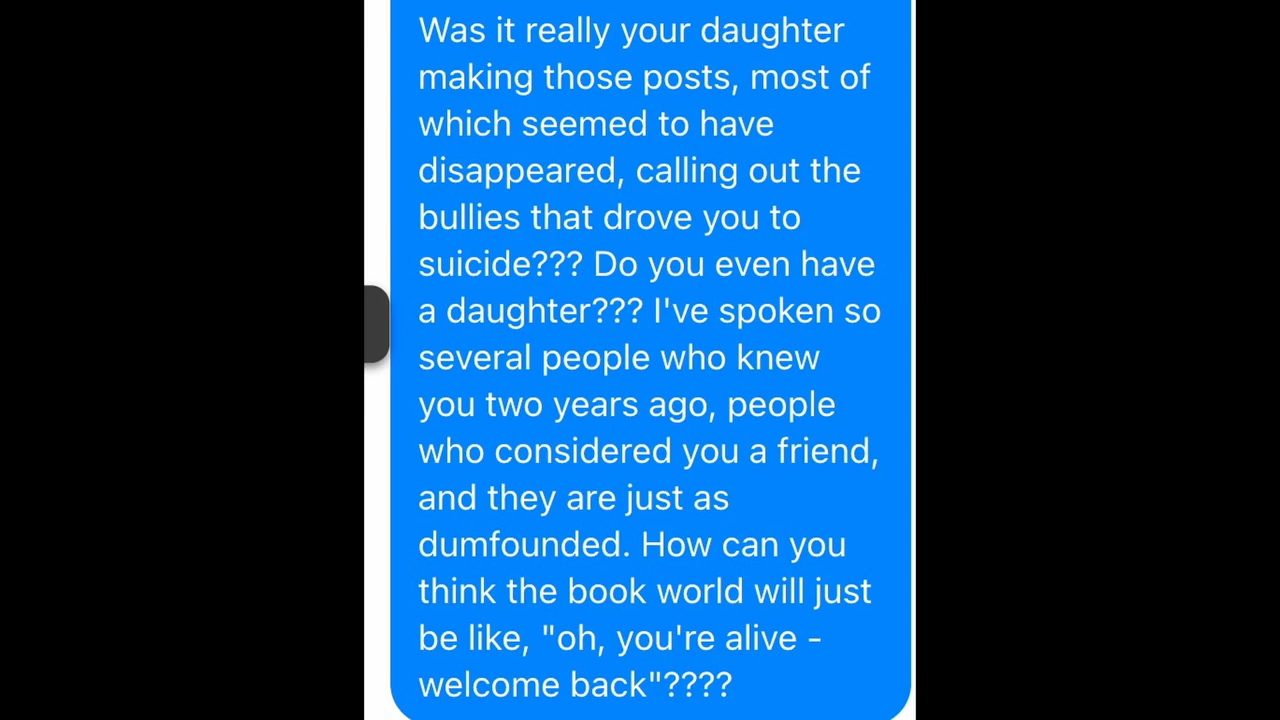 Was it really your daughter
making those posts, most of
which seemed to have
disappeared, calling out the
bullies that drove you to
suicide??? Do you even have
a daughter??? I've spoken so
several people who knew
you two years ago, people
who considered you a friend,
and they are just as
dumfounded. How can you
think the book world will just
be like, "oh, you're alive -
welcome back"????